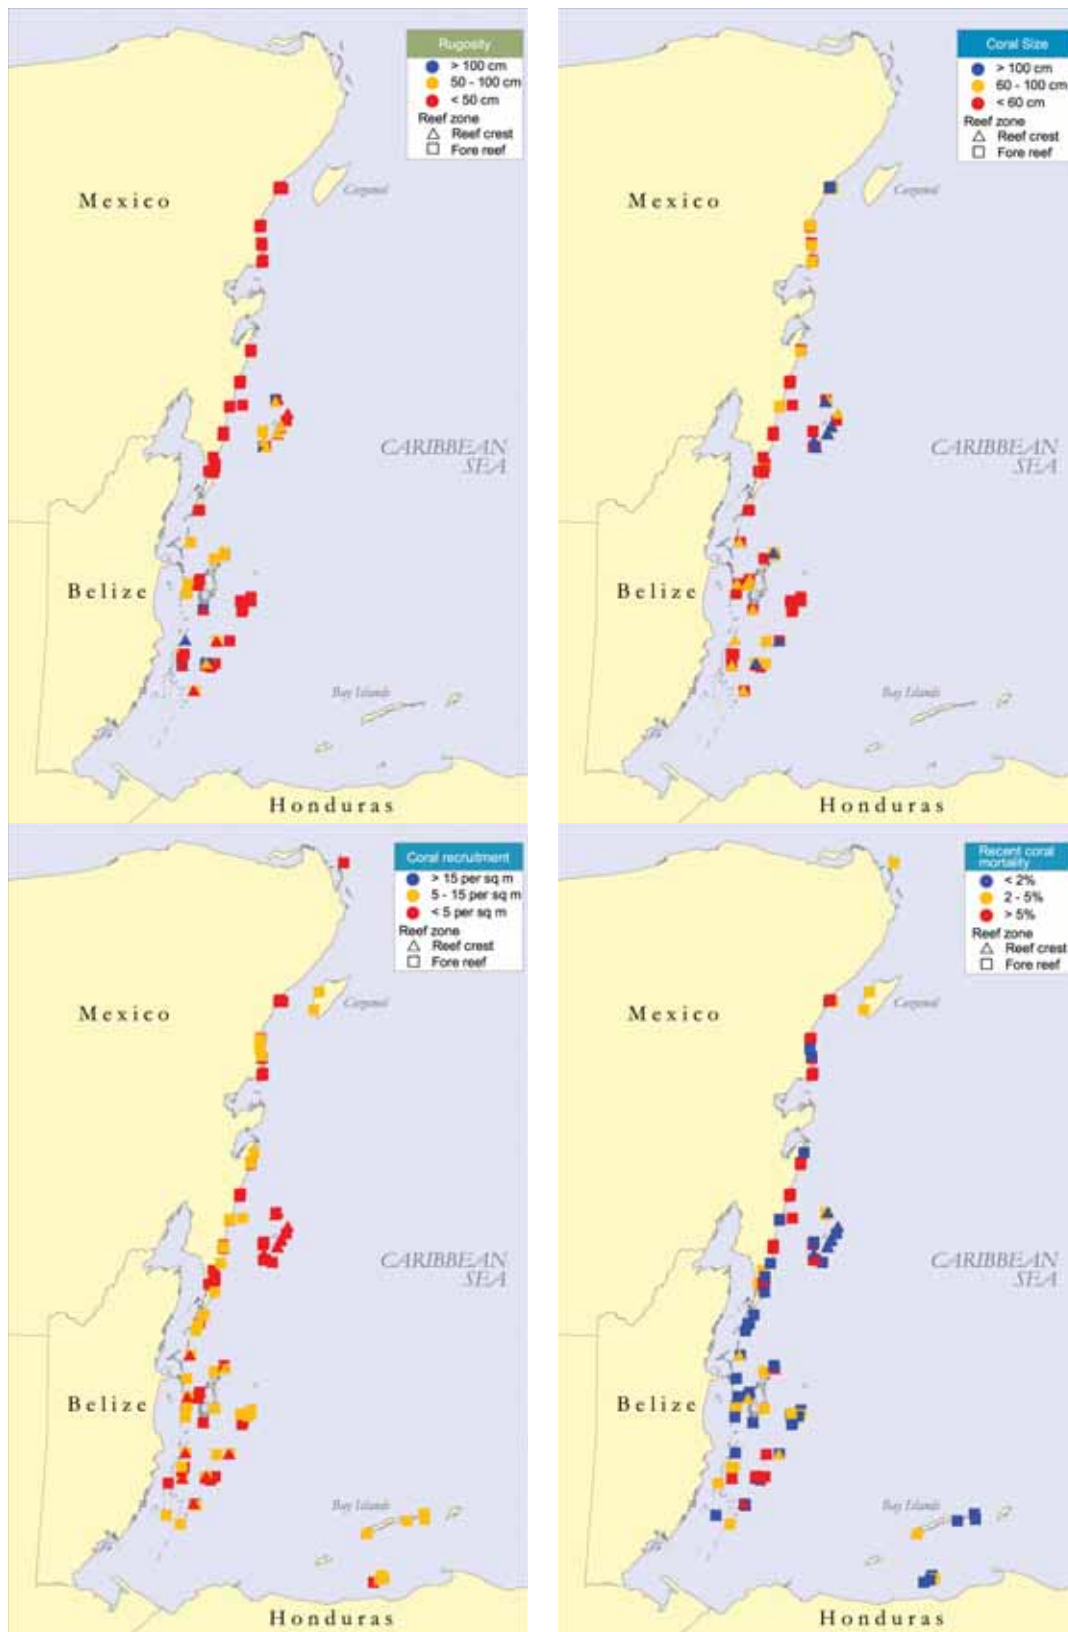 Rugosity
> 100 cm
50 - 100 cm
< 50 cm
Reef zone
Reef crest
Fore reef
Mexico
Cozumel
CARIBBEAN
SEA
Belize
Bay Islands
Honduras
Coral Size
> 100 cm
60 - 100 cm
< 60 cm
Reef zone
Reef crest
Fore reef
Mexico
Cozumel
CARIBBEAN
SEA
Belize
Bay Islands
Honduras
Coral recruitment
> 15 per sq m
5 - 15 per sq m
< 5 per sq m
Reef zone
Reef crest
Fore reef
Mexico
Cozumel
CARIBBEAN
SEA
Belize
Bay Islands
Honduras
Recent coral
mortality
< 2%
2 - 5%
> 5%
Reef zone
Reef crest
Fore reef
Mexico
Cozumel
CARIBBEAN
SEA
Belize
Bay Islands
Honduras